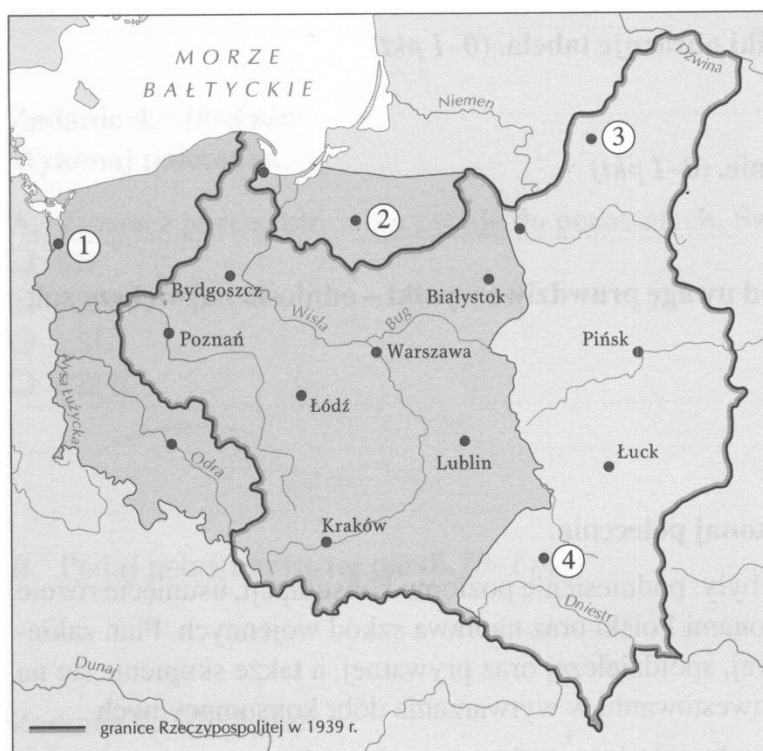 MORZE
BAŁTYCKIE
Niemen
Dźwina
3
2
1
Bydgoszcz
Białystok
Wisła
Bug
Poznań
Warszawa
Pińsk
Nysa Łużycka
Łódź
Odra
Lublin
Łuck
Kraków
4
Dniestr
Dunaj
granice Rzeczypospolitej w 1939 r.